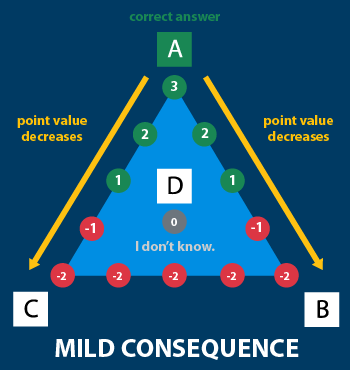 correct answer
A
3
point value
decreases
point value
decreases
2 2
1 1
D
0
-1 -1
I don't know.
-2 -2 -2 -2 -2
C B
MILD CONSEQUENCE